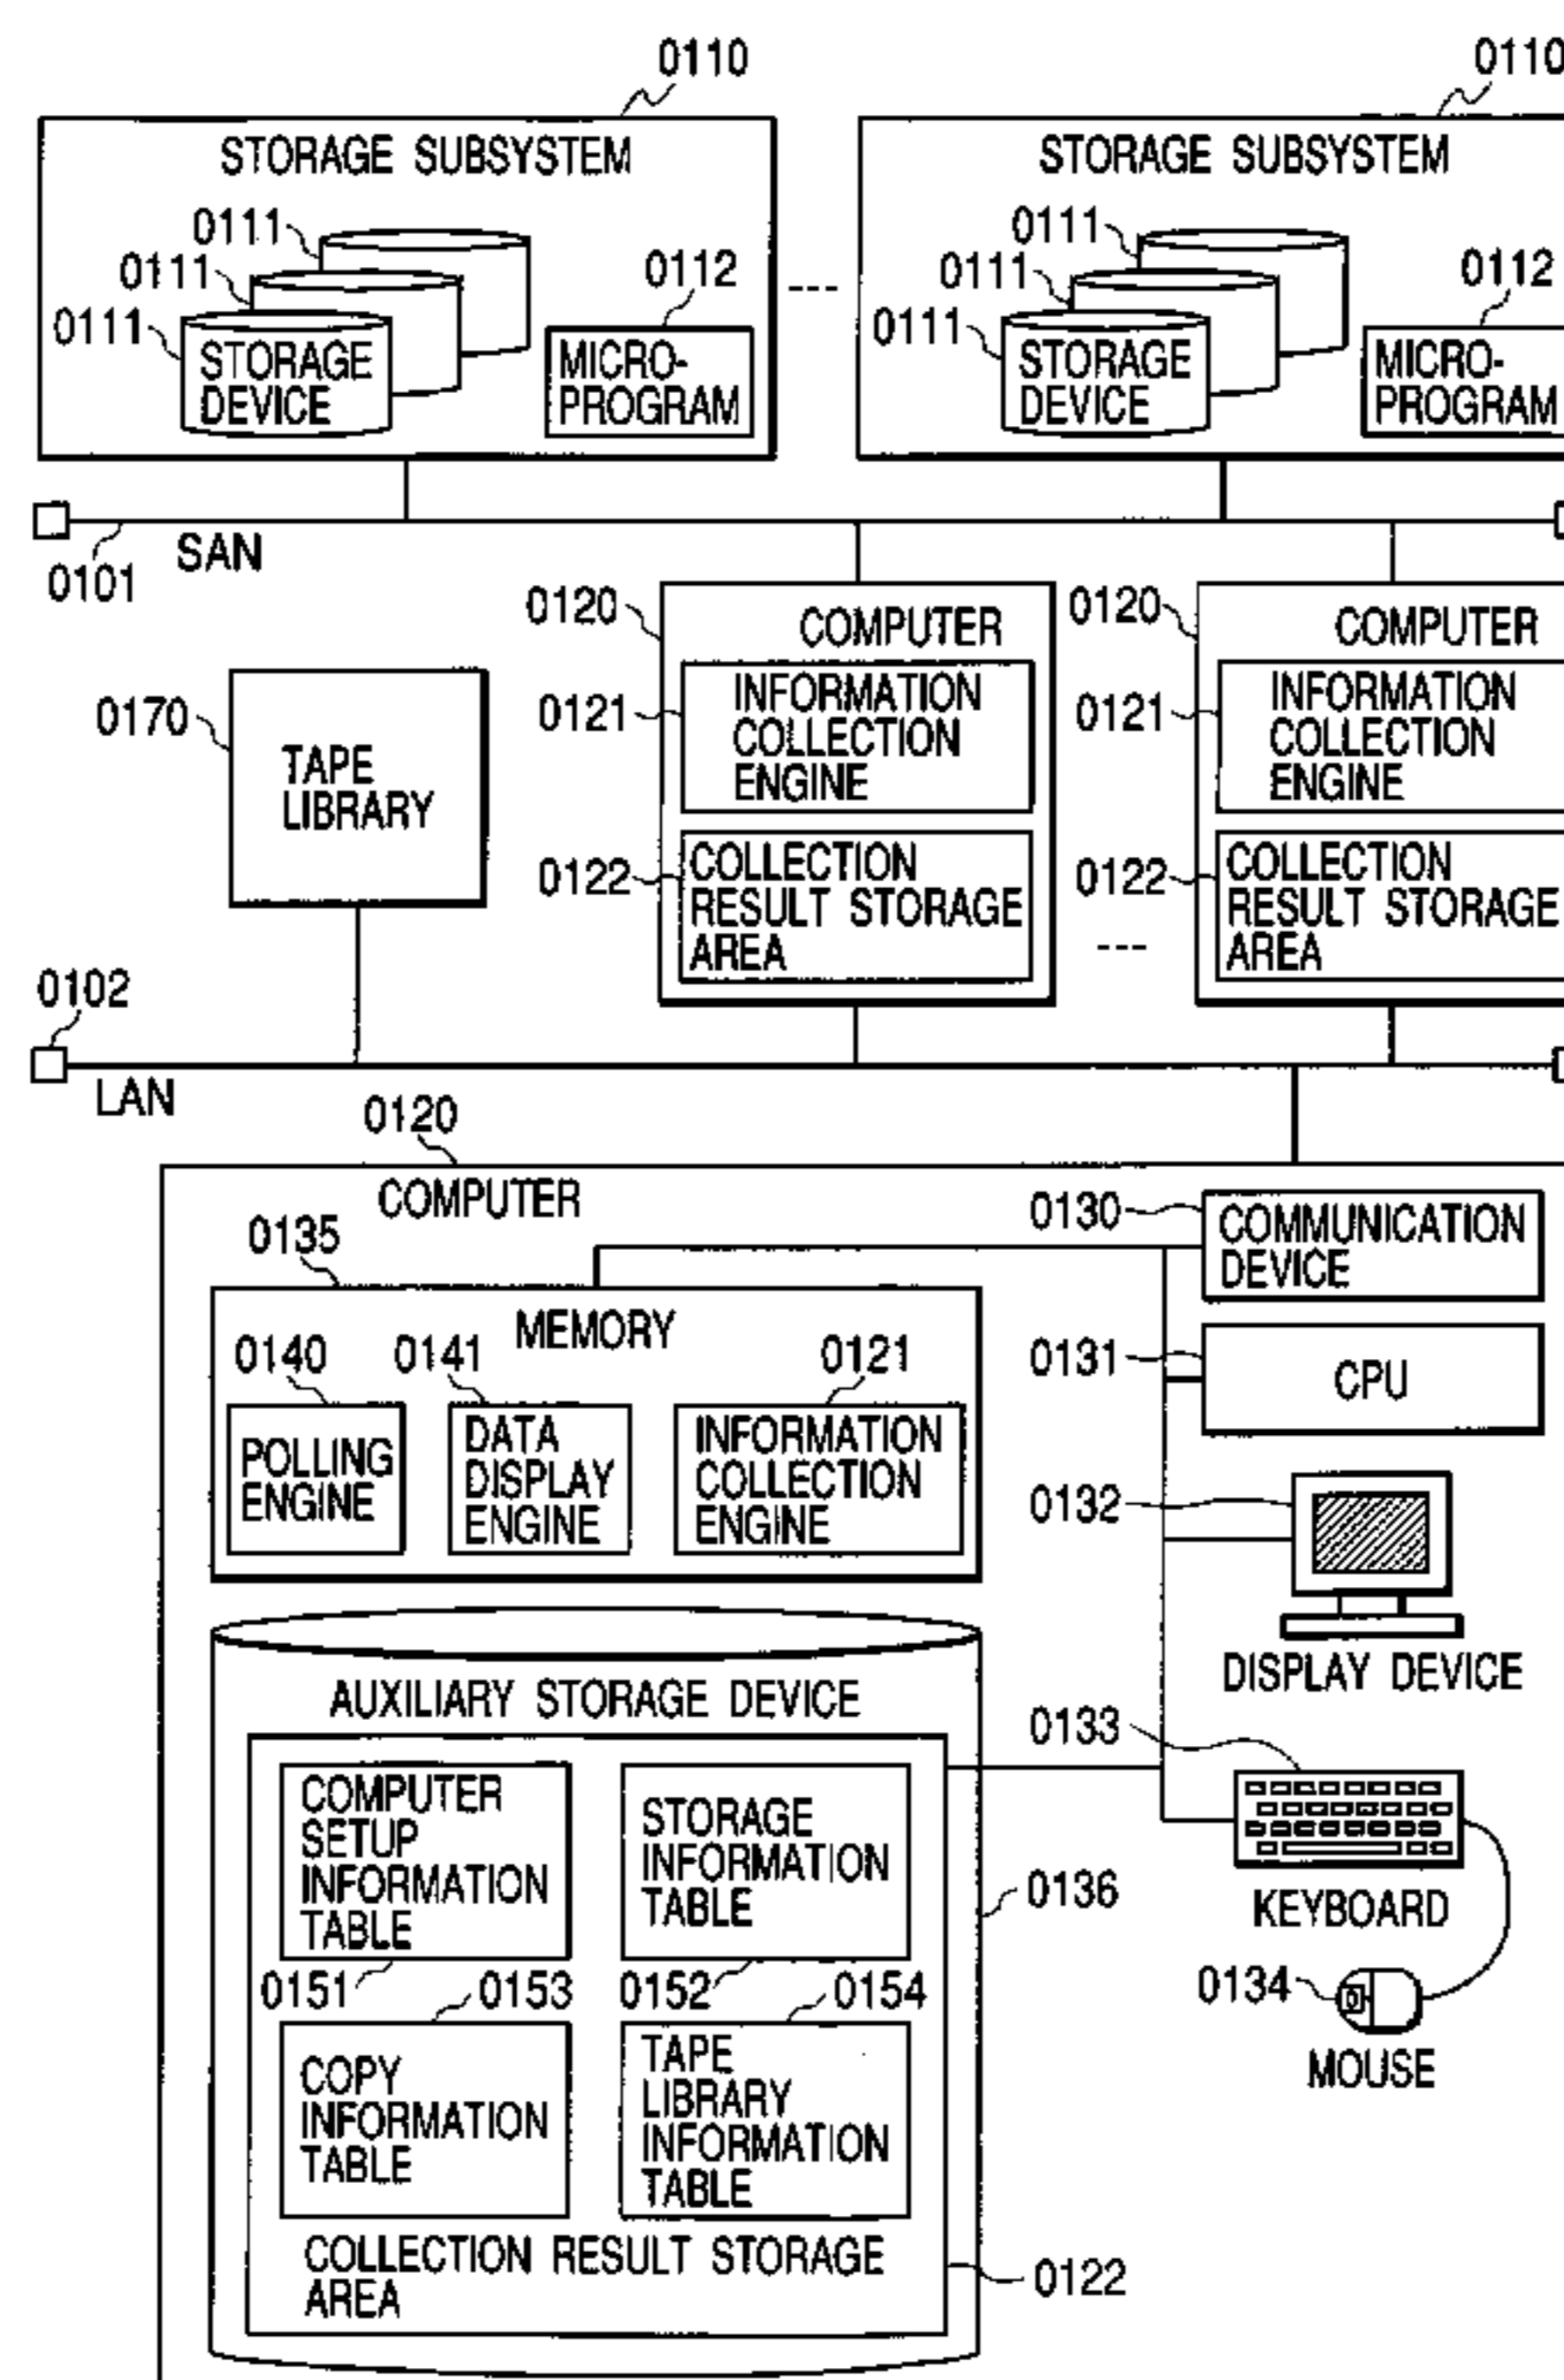 0110
0110
STORAGE SUBSYSTEM
STORAGE SUBSYSTEM
0111
0111
0111
0112
STORAGE
DEVICE
MICRO-
PROGRAM
---
0111
0111
0111
0112
STORAGE
DEVICE
MICRO-
PROGRAM
SAN
0101
0120
COMPUTER
0121
INFORMATION
COLLECTION
ENGINE
0122
COLLECTION
RESULT STORAGE
AREA
---
0120
COMPUTER
0121
INFORMATION
COLLECTION
ENGINE
0122
COLLECTION
RESULT STORAGE
AREA
0170
TAPE
LIBRARY
0102
LAN
0120
COMPUTER
0135
MEMORY
0140
0141
0121
POLLING
ENGINE
DATA
DISPLAY
ENGINE
INFORMATION
COLLECTION
ENGINE
0130
COMMUNICATION
DEVICE
0131
CPU
0132
DISPLAY DEVICE
0133
KEYBOARD
0134
MOUSE
AUXILIARY STORAGE DEVICE
COMPUTER
SETUP
INFORMATION
TABLE
STORAGE
INFORMATION
TABLE
0136
0151
0153
0152
0154
COPY
INFORMATION
TABLE
TAPE
LIBRARY
INFORMATION
TABLE
COLLECTION RESULT STORAGE
AREA
0122